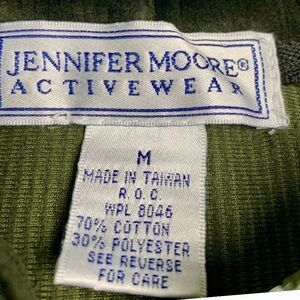 JENNIFER MOORE®
ACTIVEWEAR
M
MADE IN TAIWAN
R.O.C.
WPL 8046
70% COTTON
30% POLYESTER
SEE REVERSE
FOR CARE